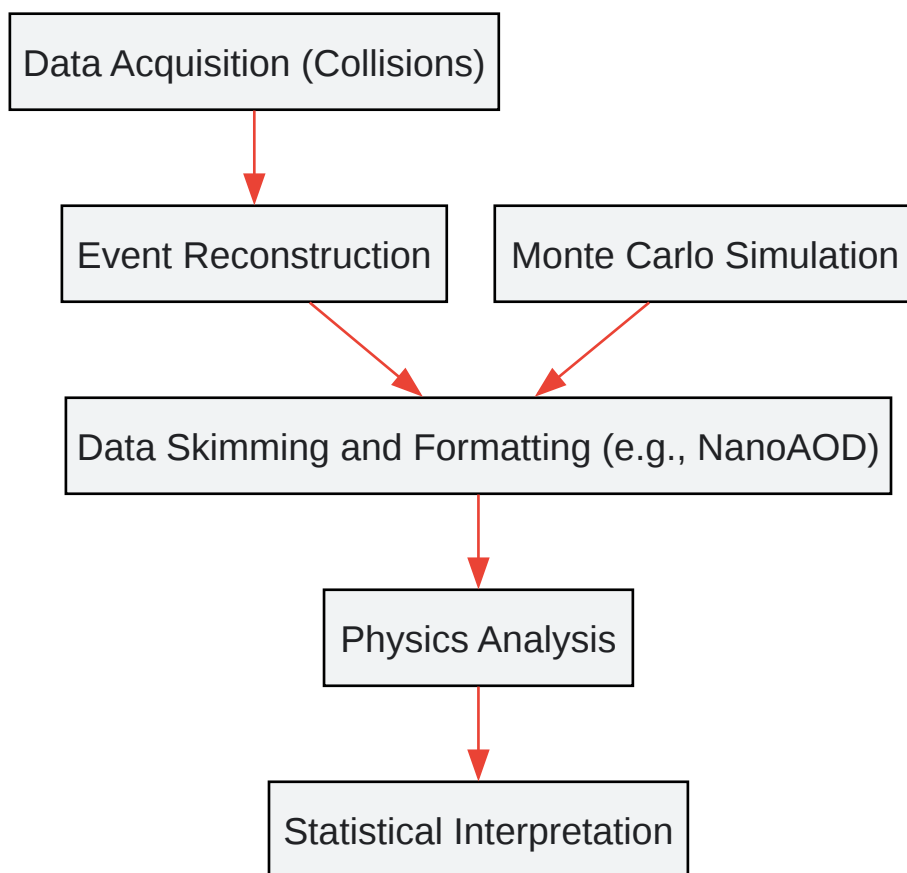 Data Acquisition (Collisions)
Event Reconstruction
Monte Carlo Simulation
Data Skimming and Formatting (e.g., NanoAOD)
Physics Analysis
Statistical Interpretation